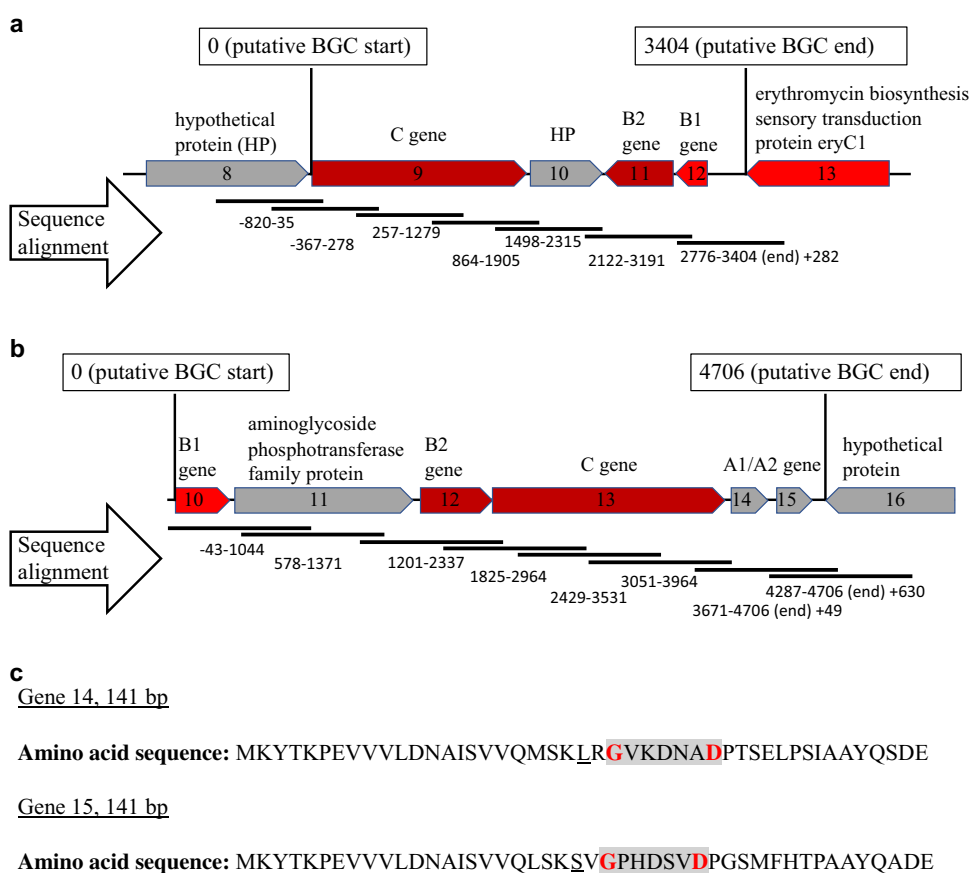 a
0 (putative BGC start)
3404 (putative BGC end)
hypothetical
protein (HP)
C gene
HP
B2
gene
B1
gene
erythromycin biosynthesis
sensory transduction
protein eryC1
8
9
10
11
12
13
Sequence
alignment
-820-35
-367-278
257-1279
864-1905
1498-2315
2122-3191
2776-3404 (end) +282
b
0 (putative BGC start)
4706 (putative BGC end)
B1
gene
aminoglycoside
phosphotransferase
family protein
B2
gene
C gene
A1/A2 gene
hypothetical
protein
10
11
12
13
14
15
16
Sequence
alignment
-43-1044
578-1371
1201-2337
1825-2964
2429-3531
3051-3964
3671-4706 (end) +49
4287-4706 (end) +630
c
Gene 14, 141 bp
Amino acid sequence: MKYTKPEVVVLDNAISVVQMSKLRGVKDNADPTSELPSIAAYQSDE
Gene 15, 141 bp
Amino acid sequence: MKYTKPEVVVLDNAISVVQLSKSVGPHDSVDPGSMFHTPAAYQADE